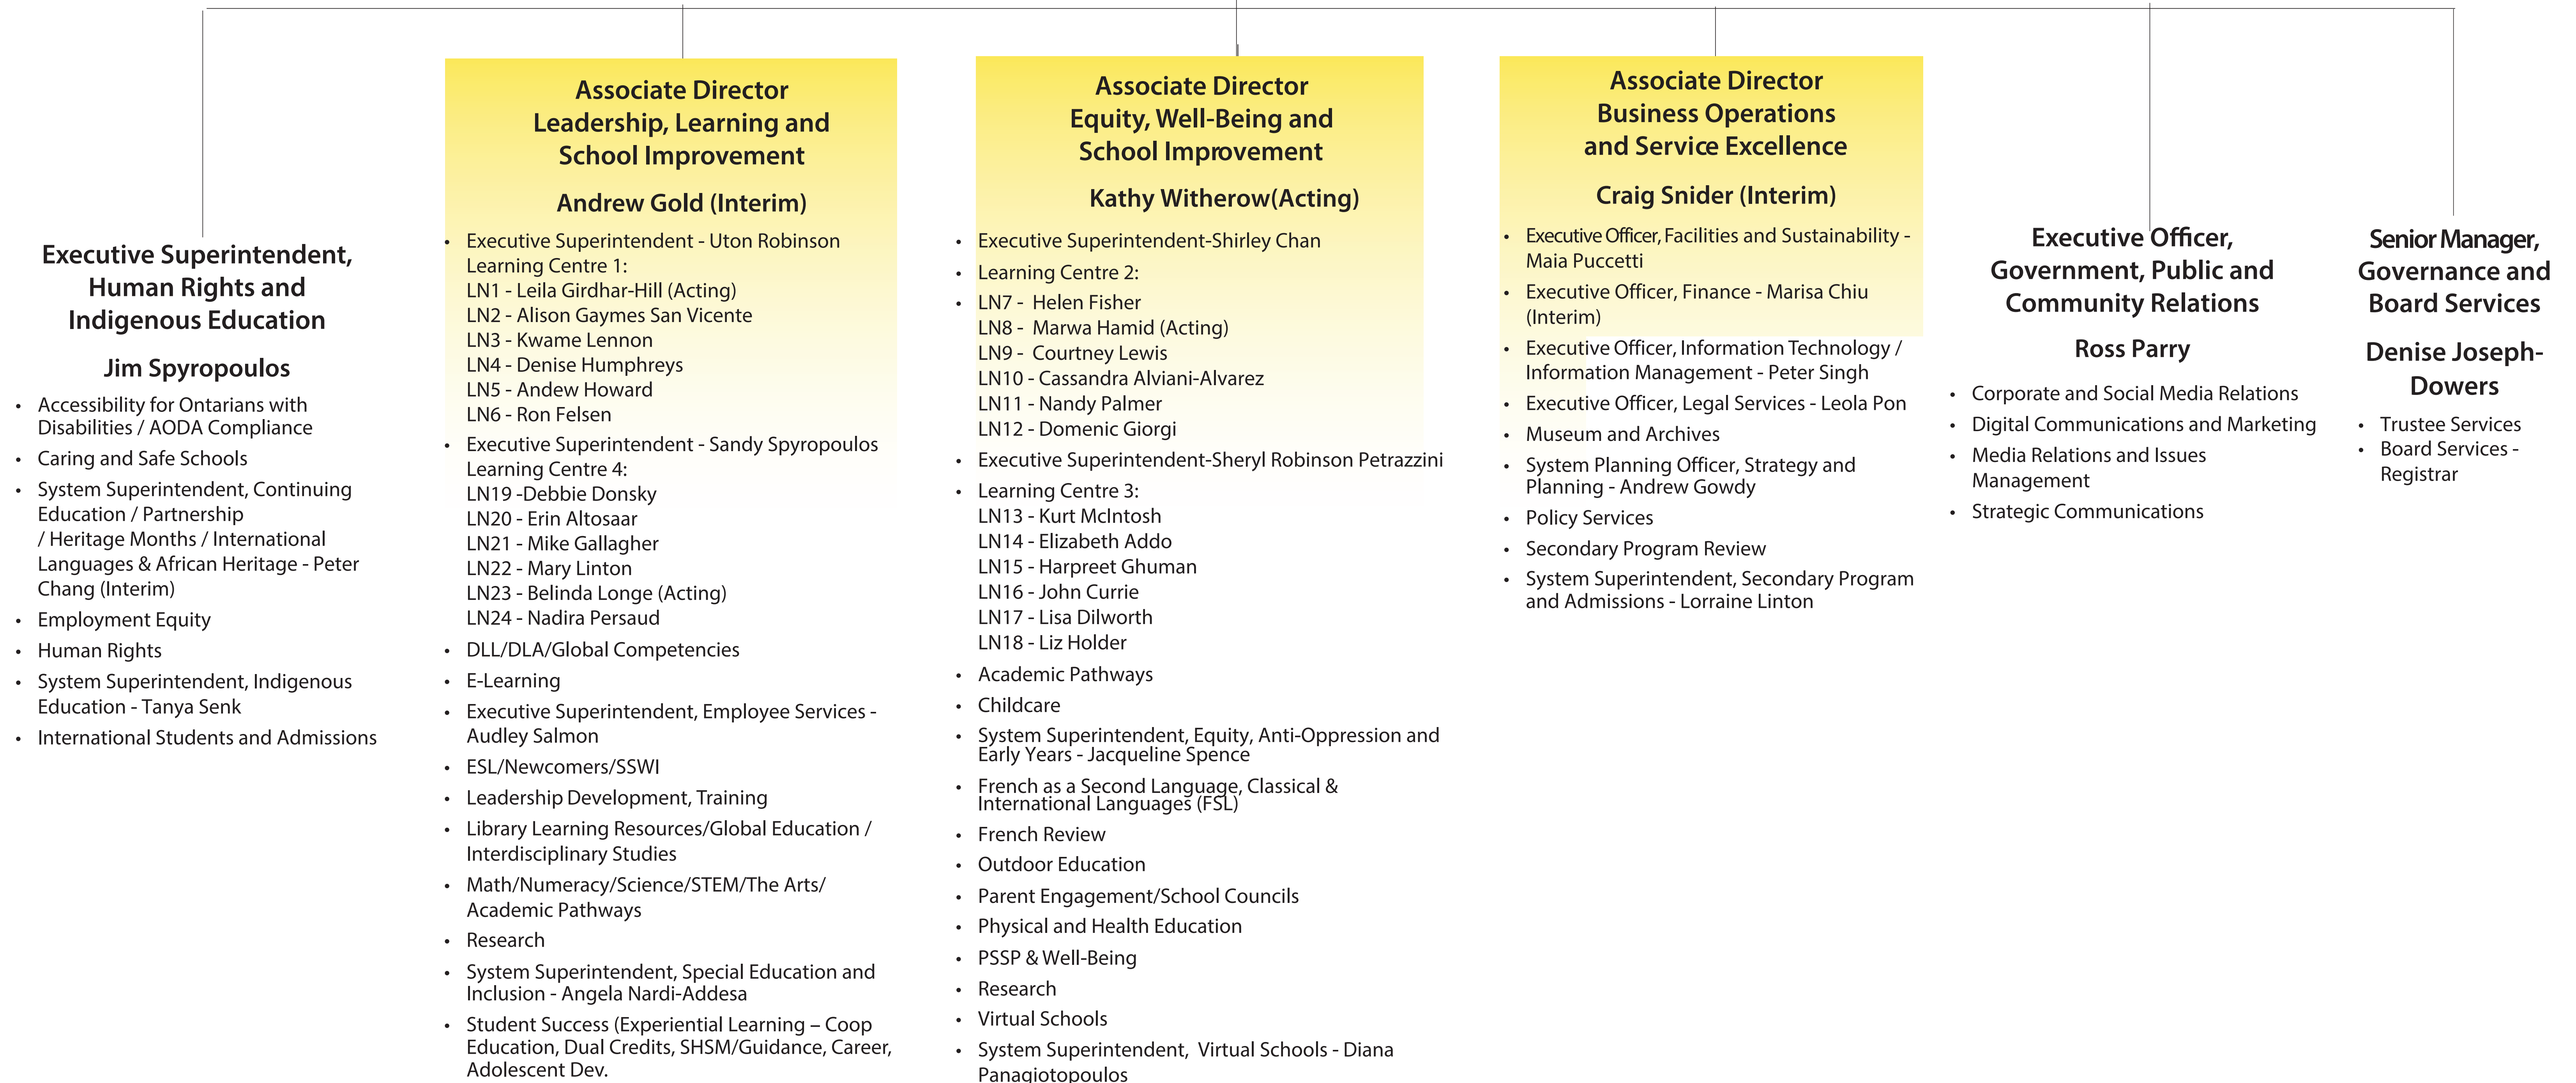 Executive Superintendent,
Human Rights and
Indigenous Education
Jim Spyropoulos
• Accessibility for Ontarians with
Disabilities / AODA Compliance
• Caring and Safe Schools
• System Superintendent, Continuing
Education / Partnership
/ Heritage Months / International
Languages & African Heritage - Peter
Chang (Interim)
• Employment Equity
• Human Rights
• System Superintendent, Indigenous
Education - Tanya Senk
• International Students and Admissions
Associate Director
Leadership, Learning and
School Improvement
Andrew Gold (Interim)
• Executive Superintendent - Uton Robinson
Learning Centre 1:
LN1 - Leila Girdhar-Hill (Acting)
LN2 - Alison Gaymes San Vicente
LN3 - Kwame Lennon
LN4 - Denise Humphreys
LN5 - Andew Howard
LN6 - Ron Felsen
• Executive Superintendent - Sandy Spyropoulos
Learning Centre 4:
LN19 -Debbie Donsky
LN20 - Erin Altosaar
LN21 - Mike Gallagher
LN22 - Mary Linton
LN23 - Belinda Longe (Acting)
LN24 - Nadira Persaud
• DLL/DLA/Global Competencies
• E-Learning
• Executive Superintendent, Employee Services -
Audley Salmon
• ESL/Newcomers/SSWI
• Leadership Development, Training
• Library Learning Resources/Global Education /
Interdisciplinary Studies
• Math/Numeracy/Science/STEM/The Arts/
Academic Pathways
• Research
• System Superintendent, Special Education and
Inclusion - Angela Nardi-Addesa
• Student Success (Experiential Learning – Coop
Education, Dual Credits, SHSM/Guidance, Career,
Adolescent Dev.
Associate Director
Equity, Well-Being and
School Improvement
Kathy Witherow(Acting)
• Executive Superintendent-Shirley Chan
• Learning Centre 2:
• LN7 - Helen Fisher
LN8 - Marwa Hamid (Acting)
LN9 - Courtney Lewis
LN10 - Cassandra Alviani-Alvarez
LN11 - Nandy Palmer
LN12 - Domenic Giorgi
• Executive Superintendent-Sheryl Robinson Petrazzini
• Learning Centre 3:
LN13 - Kurt McIntosh
LN14 - Elizabeth Addo
LN15 - Harpreet Ghuman
LN16 - John Currie
LN17 - Lisa Dilworth
LN18 - Liz Holder
• Academic Pathways
• Childcare
• System Superintendent, Equity, Anti-Oppression and
Early Years - Jacqueline Spence
• French as a Second Language, Classical &
International Languages (FSL)
• French Review
• Outdoor Education
• Parent Engagement/School Councils
• Physical and Health Education
• PSSP & Well-Being
• Research
• Virtual Schools
• System Superintendent, Virtual Schools - Diana
Panagiotopoulos
Associate Director
Business Operations
and Service Excellence
Craig Snider (Interim)
• Executive Officer, Facilities and Sustainability -
Maia Puccetti
• Executive Officer, Finance - Marisa Chiu
(Interim)
• Executive Officer, Information Technology /
Information Management - Peter Singh
• Executive Officer, Legal Services - Leola Pon
• Museum and Archives
• System Planning Officer, Strategy and
Planning - Andrew Gowdy
• Policy Services
• Secondary Program Review
• System Superintendent, Secondary Program
and Admissions - Lorraine Linton
Executive Officer,
Government, Public and
Community Relations
Ross Parry
• Corporate and Social Media Relations
• Digital Communications and Marketing
• Media Relations and Issues
Management
• Strategic Communications
Senior Manager,
Governance and
Board Services
Denise Joseph-
Dowers
• Trustee Services
• Board Services -
Registrar